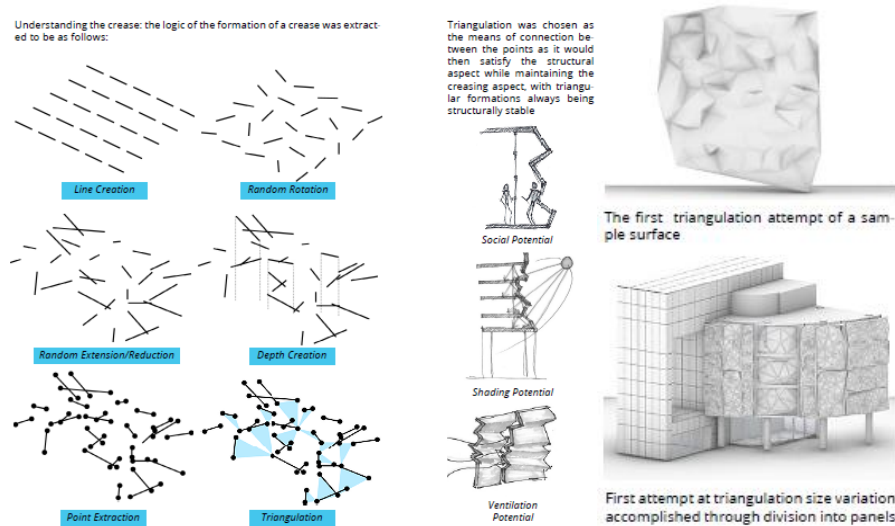 Understanding the crease: the logic of the formation of a crease was extract-
ed to be as follows:
Line Creation
Random Rotation
Random Extension/Reduction
Depth Creation
Point Extraction
Triangulation
Triangulation was chosen as
the means of connection be-
tween the points as it would
then satisfy the structural
aspect while maintaining the
creasing aspect, with triangu-
lar formations always being
structurally stable
Social Potential
Shading Potential
Ventilation
Potential
The first triangulation attempt of a sam-
ple surface
First attempt at triangulation size variation
accomplished through division into panels